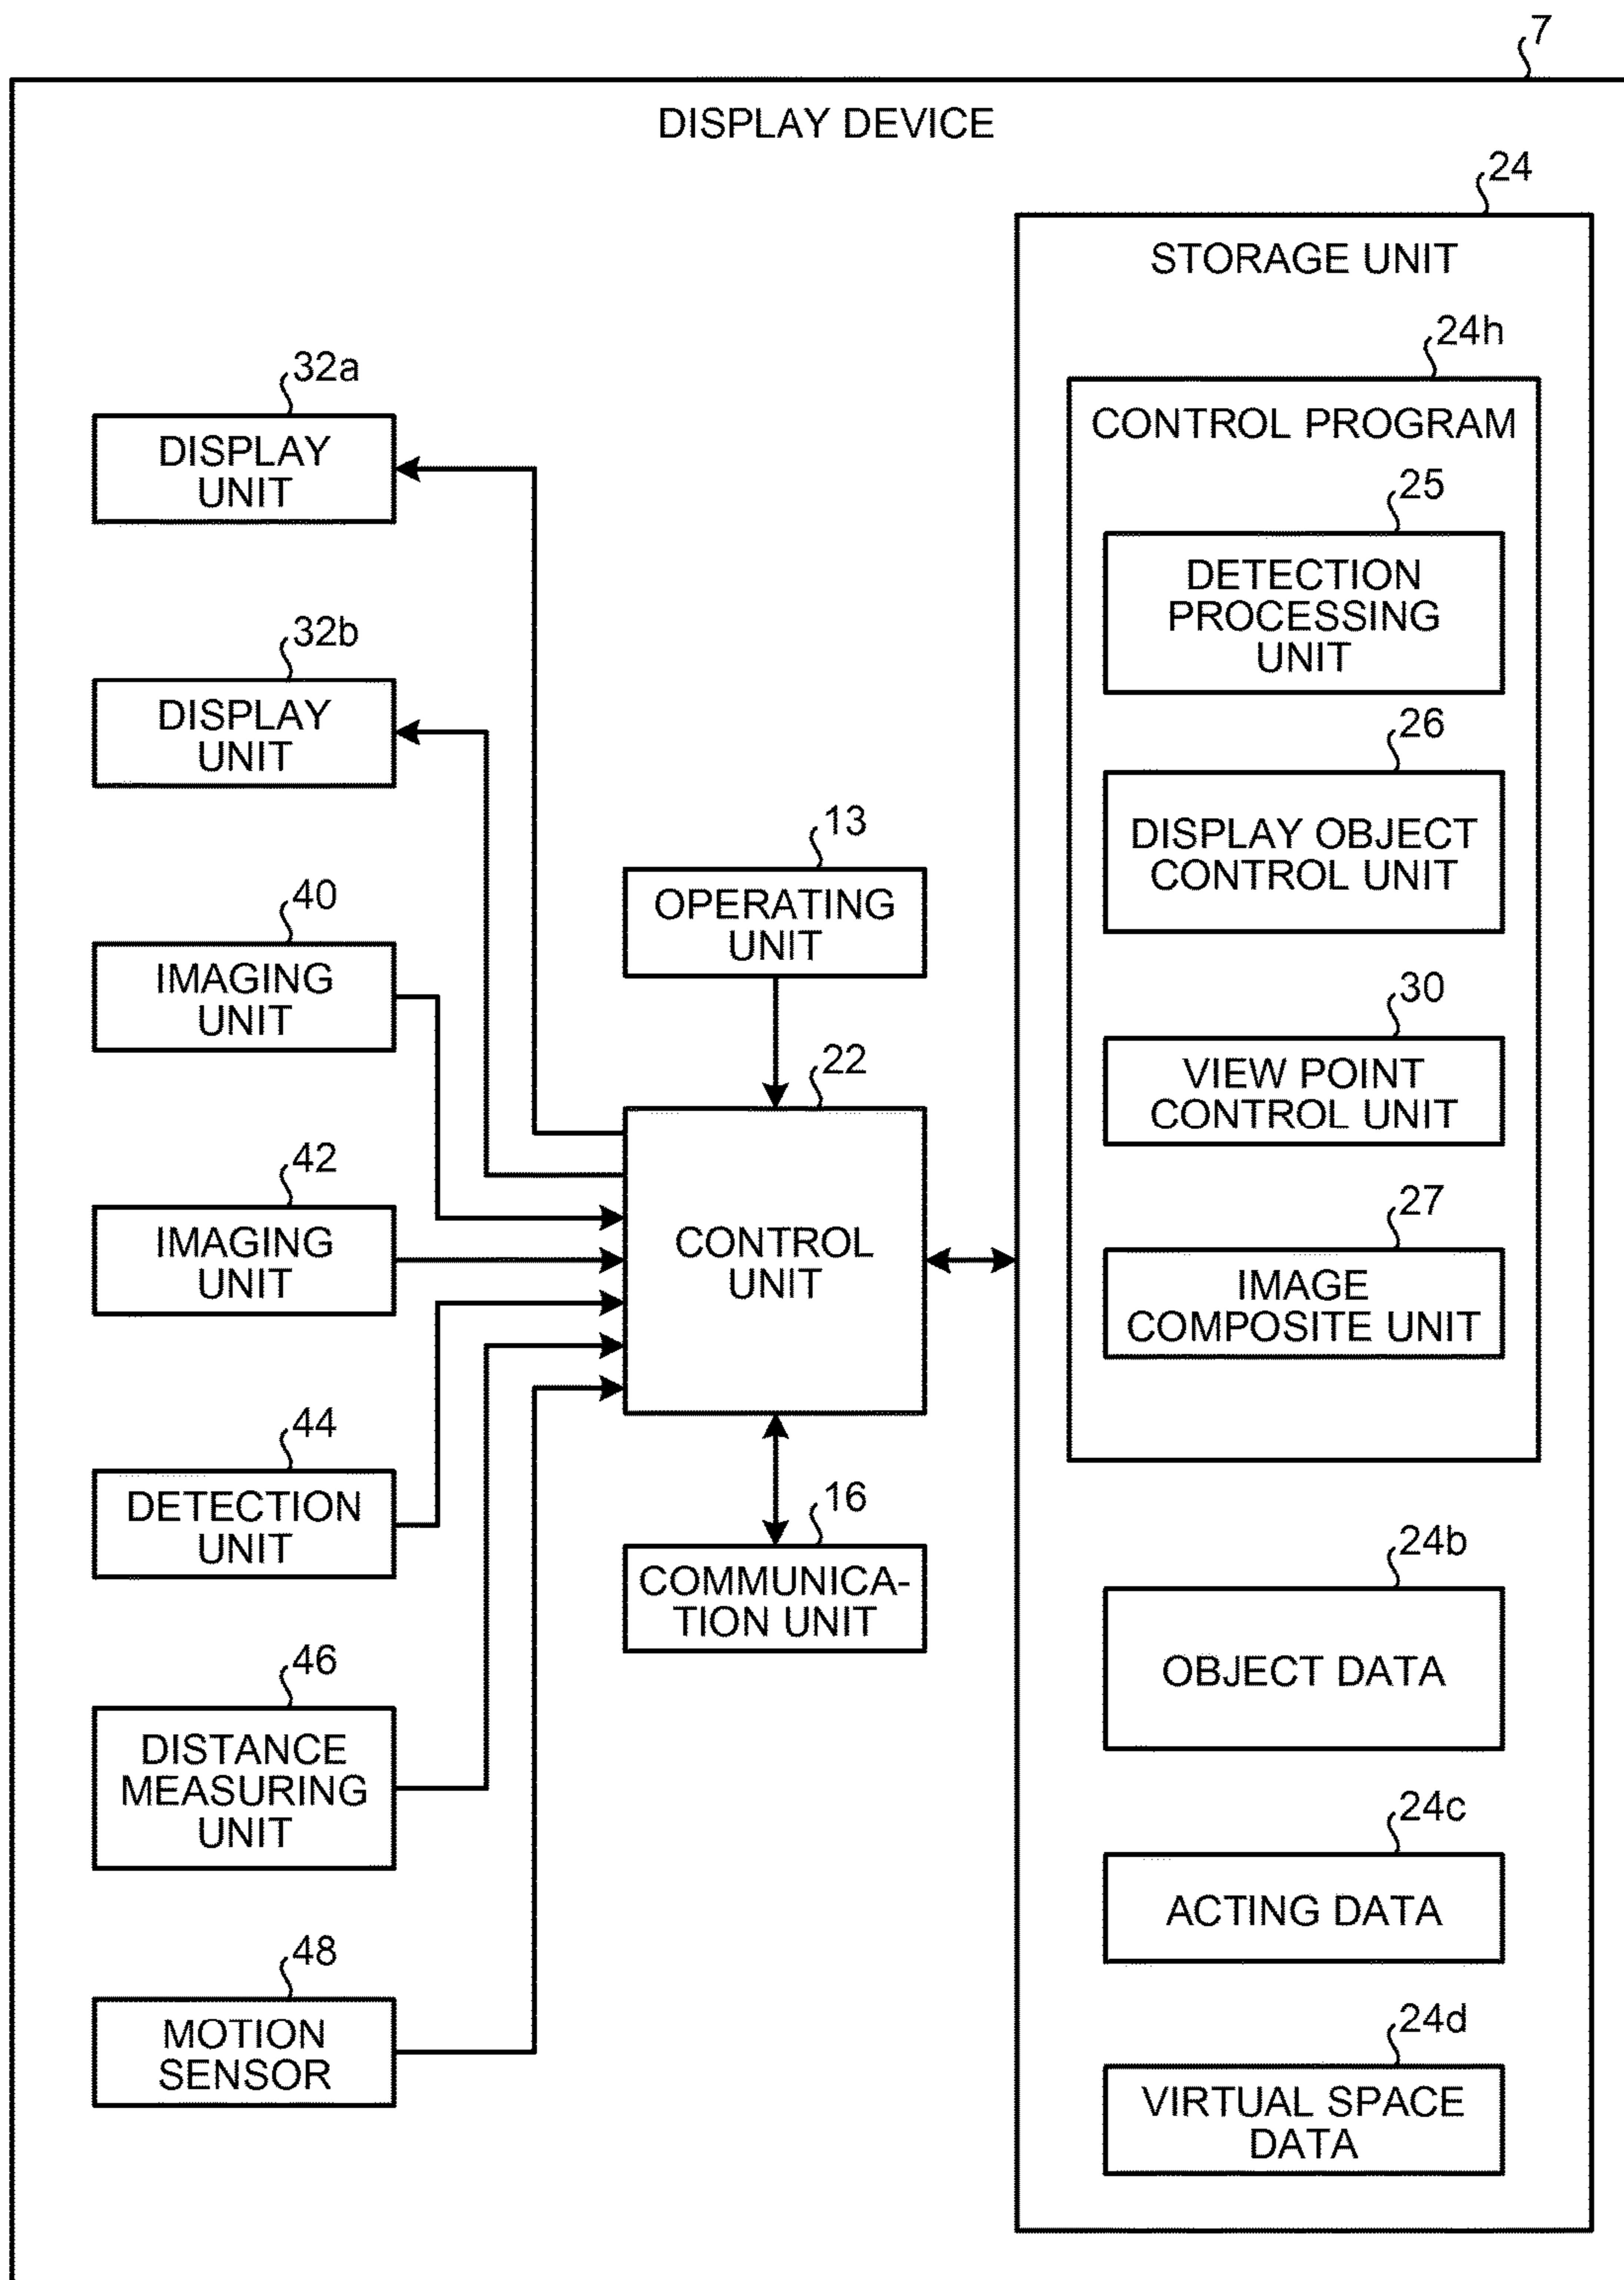 7
DISPLAY DEVICE
24
STORAGE UNIT
24h
CONTROL PROGRAM
25
DETECTION
PROCESSING
UNIT
26
DISPLAY OBJECT
CONTROL UNIT
30
VIEW POINT
CONTROL UNIT
27
IMAGE
COMPOSITE UNIT
24b
OBJECT DATA
24c
ACTING DATA
24d
VIRTUAL SPACE
DATA
32a
DISPLAY
UNIT
32b
DISPLAY
UNIT
40
IMAGING
UNIT
42
IMAGING
UNIT
44
DETECTION
UNIT
46
DISTANCE
MEASURING
UNIT
48
MOTION
SENSOR
13
OPERATING
UNIT
22
CONTROL
UNIT
16
COMMUNICA-
TION UNIT